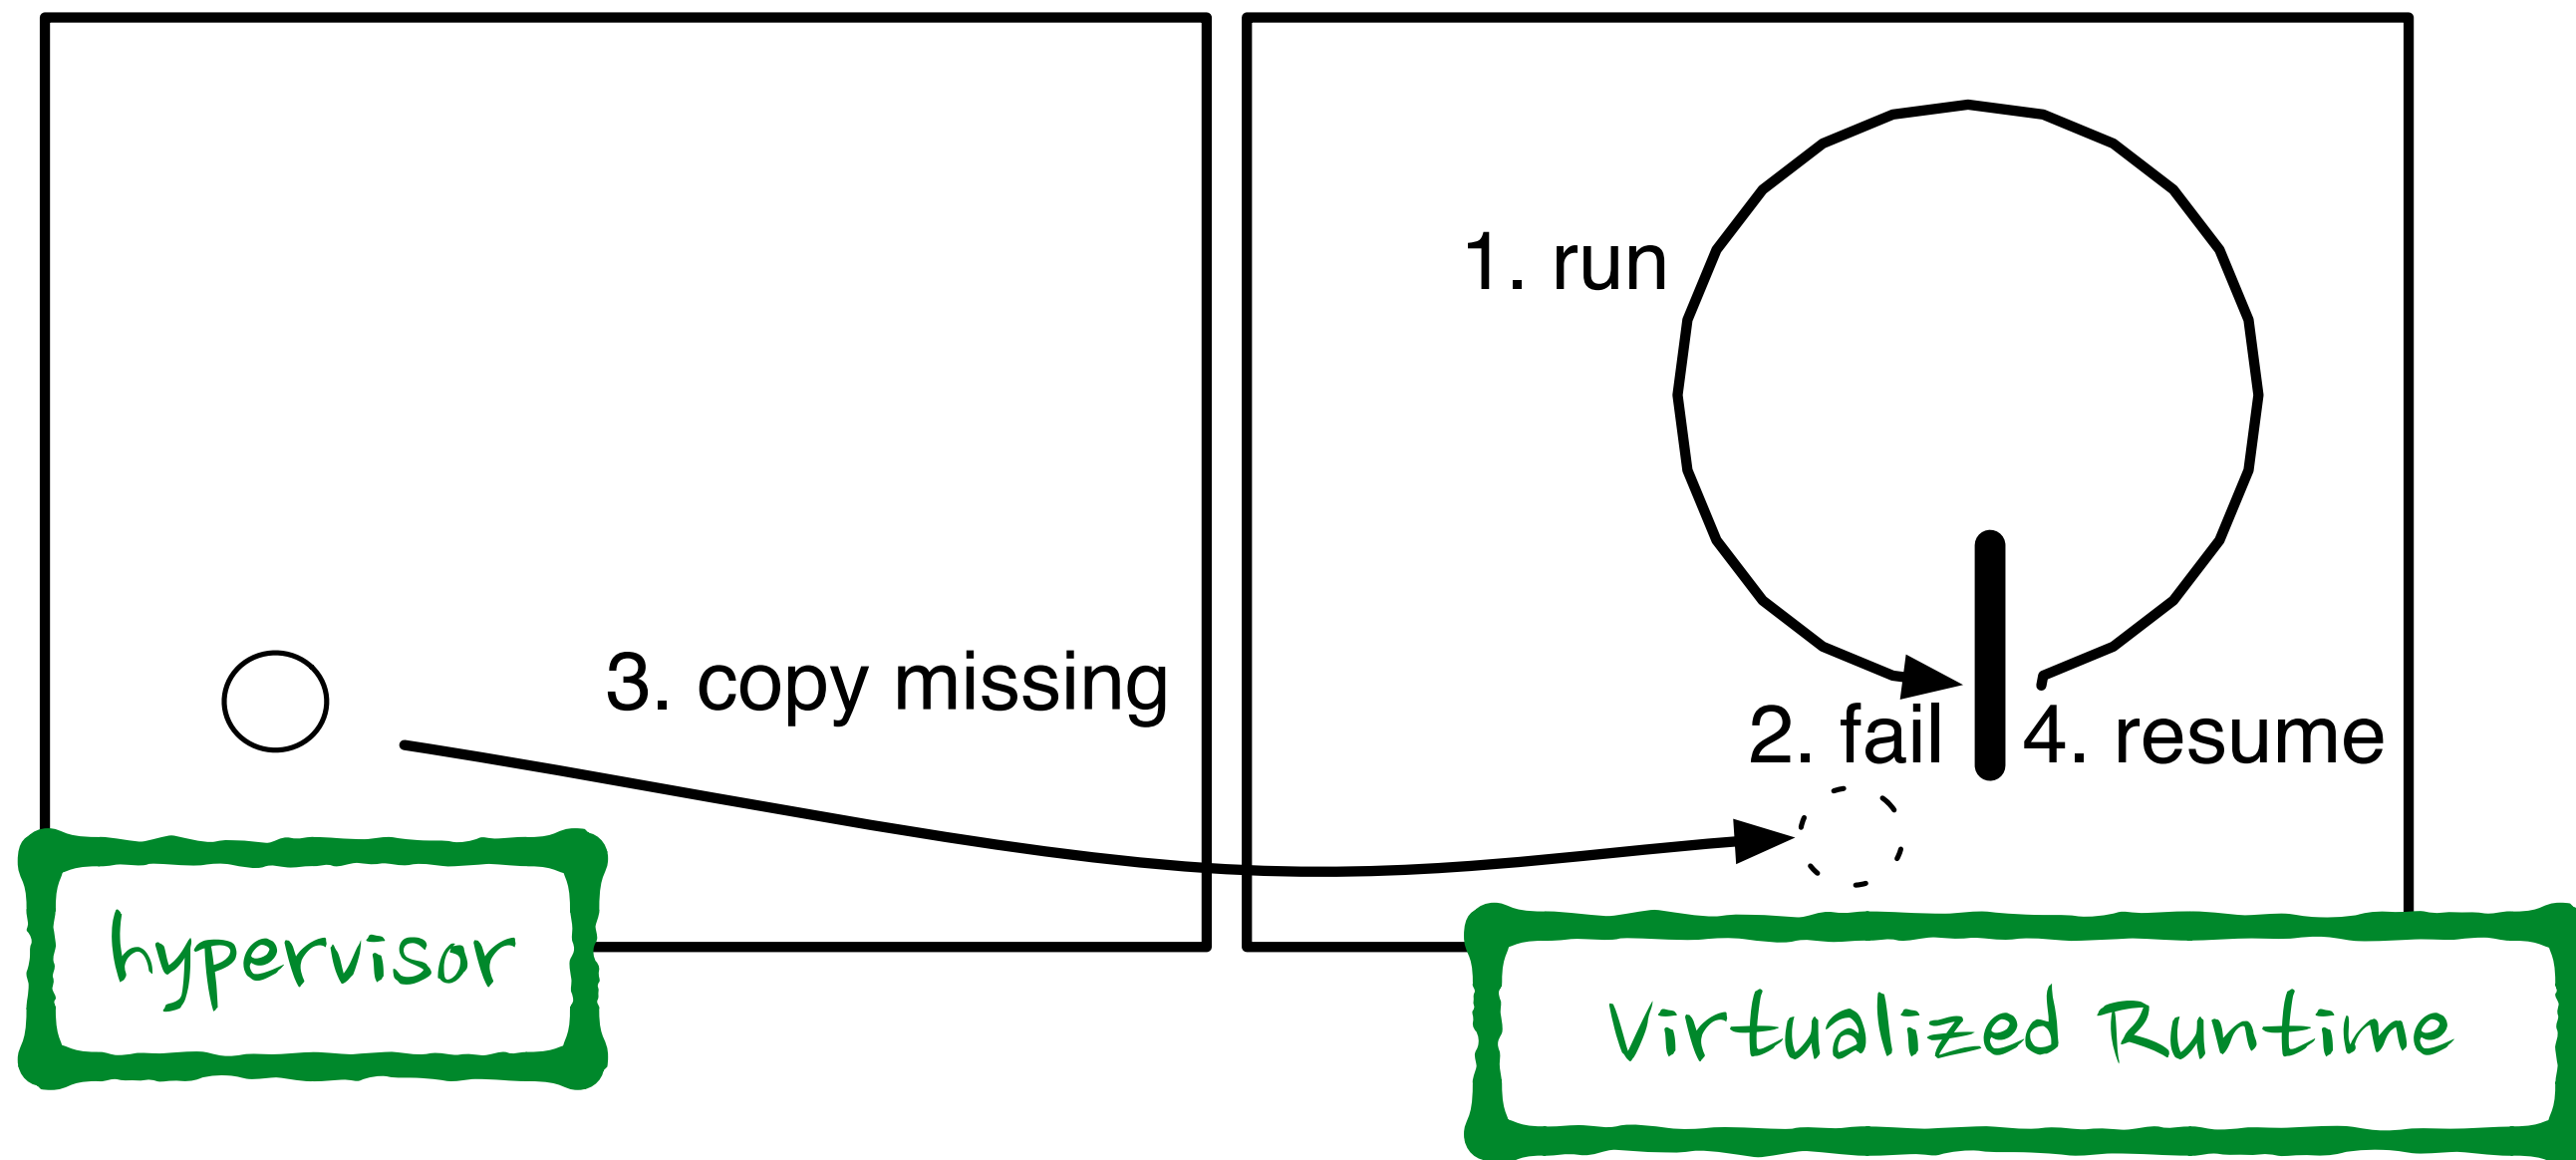 1. run
3. copy missing
2. fail
4. resume
hypervisor
Virtualized Runtime